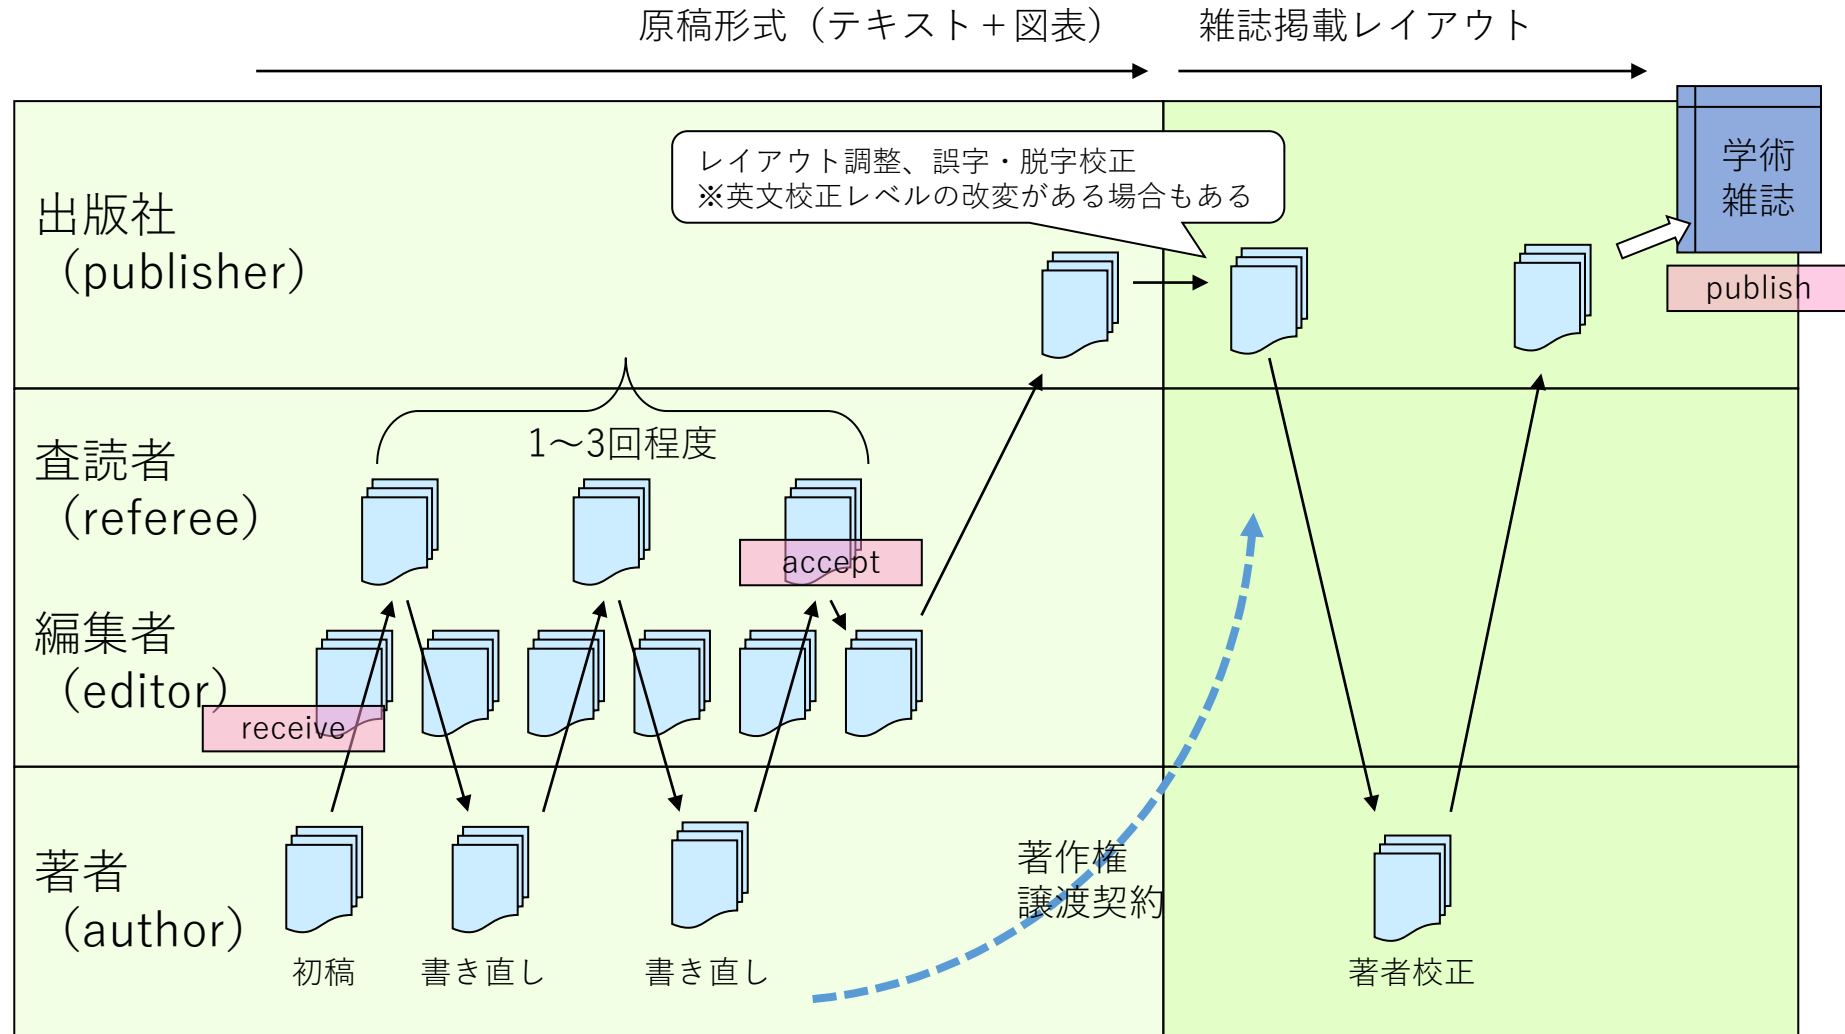 原稿形式（テキスト＋図表）
雑誌掲載レイアウト
学術
雑誌
publish
レイアウト調整、誤字・脱字校正
※英文校正レベルの改変がある場合もある
出版社
（publisher）
1～3回程度
査読者
（referee）
accept
編集者
（editor）
receive
著者
（author）
著作権
譲渡契約
初稿
書き直し
書き直し
著者校正